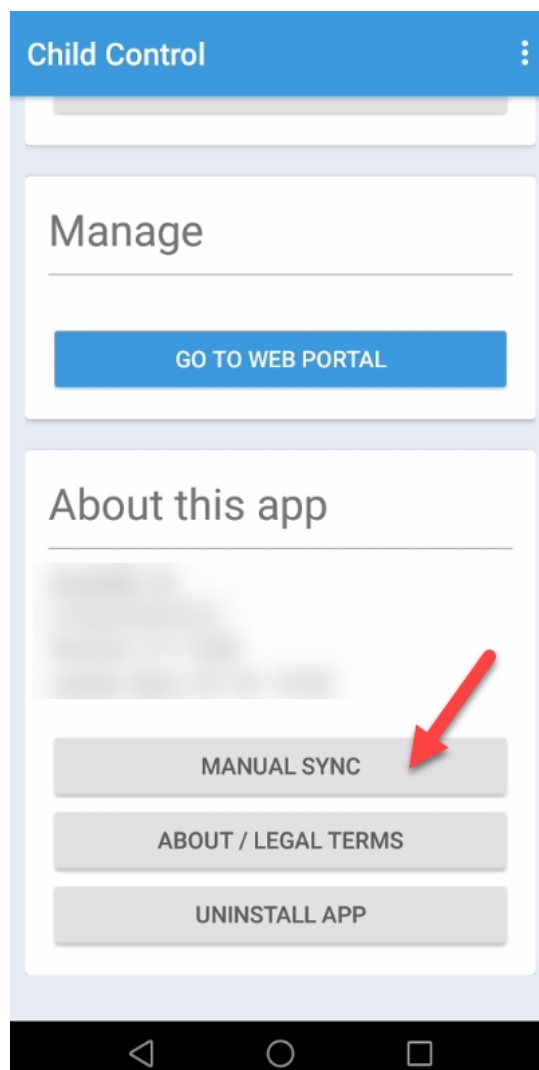 Child Control
Manage
GO TO WEB PORTAL
About this app
MANUAL SYNC
ABOUT / LEGAL TERMS
UNINSTALL APP